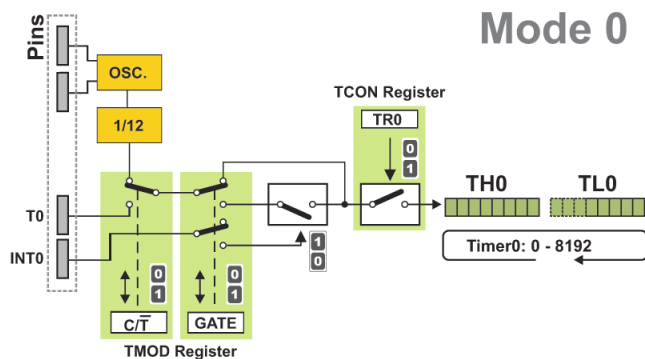 Mode 0
Pins
OSC.
1/12
TCON Register
TR0
0
1
TH0
TL0
T0
INT0
Timer0: 0 - 8192
0
1
0
1
1
0
C/T̅
GATE
TMOD Register